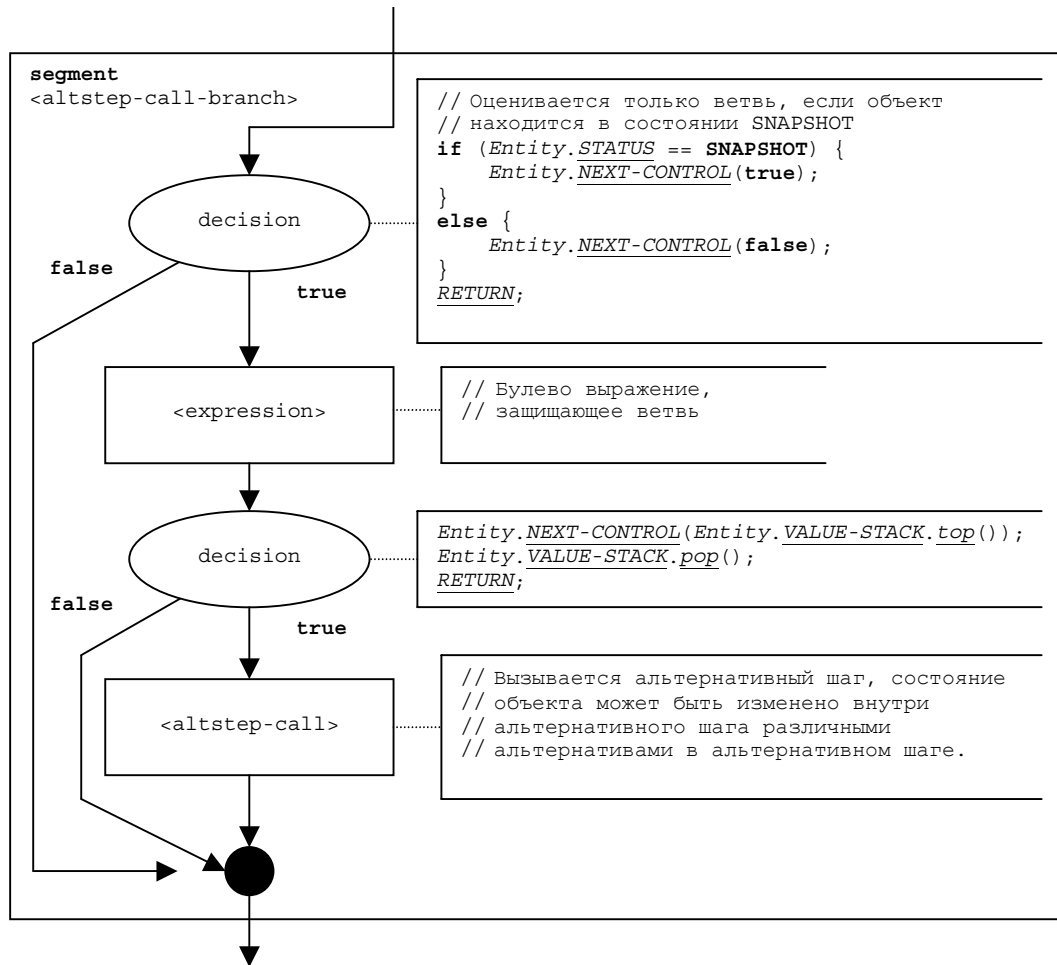 segment
<altstep-call-branch>
// Оценивается только ветвь, если объект
// находится в состоянии SNAPSHOT
if (Entity.STATUS == SNAPSHOT) {
Entity.NEXT-CONTROL(true);
}
else {
Entity.NEXT-CONTROL(false);
}
RETURN;
decision
false
true
<expression>
// Булево выражение,
// защищающее ветвь
decision
Entity.NEXT-CONTROL(Entity.VALUE-STACK.top());
Entity.VALUE-STACK.pop();
RETURN;
false
true
<altstep-call>
// Вызывается альтернативный шаг, состояние
// объекта может быть изменено внутри
// альтернативного шага различными
// альтернативами в альтернативном шаге.